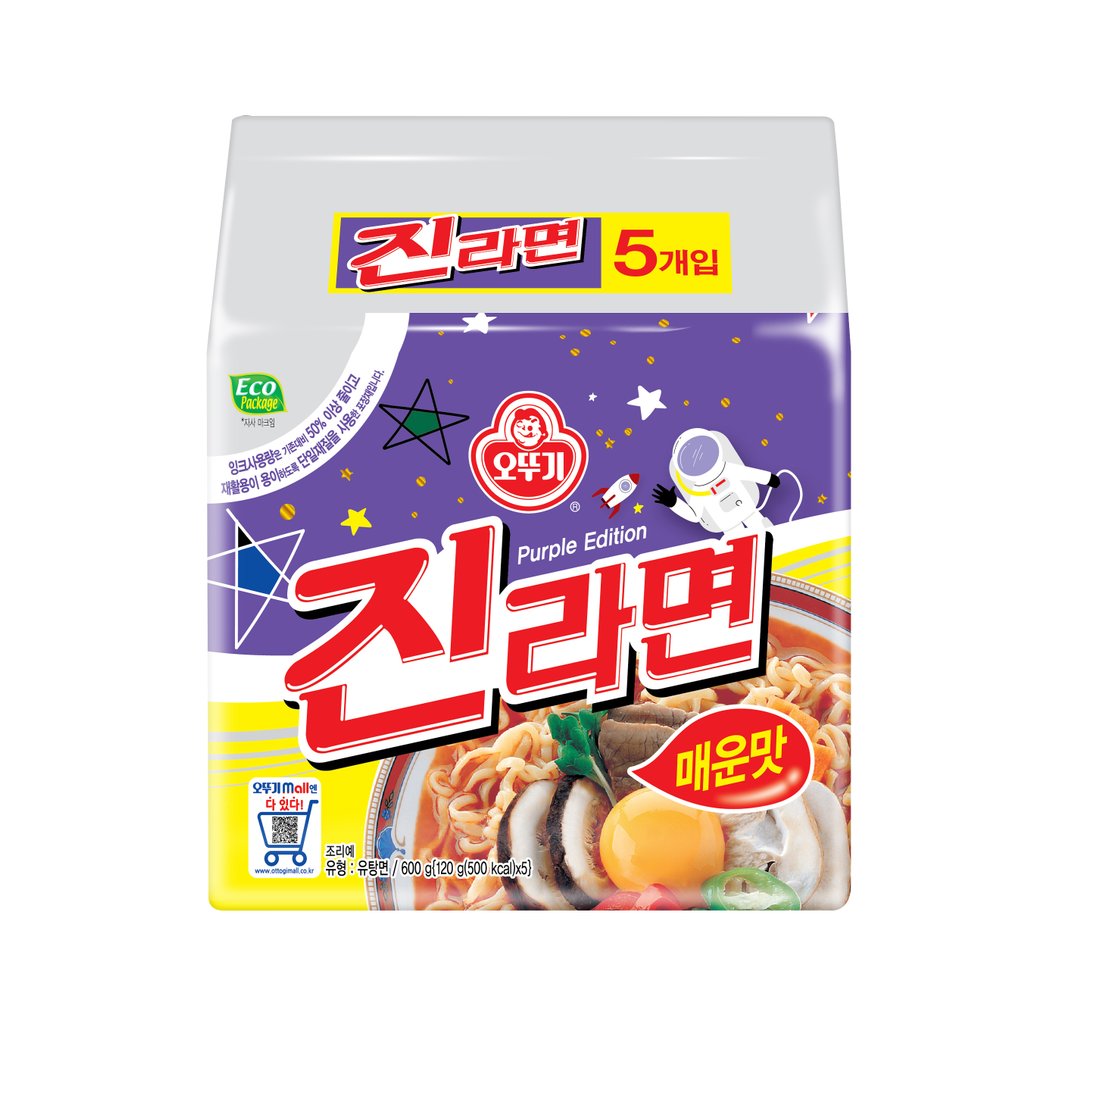 진라면 5개입
Eco
Package
*자사 마크임
잉크사용량은 기존대비 50% 이상 줄이고
재활용이 용이하도록 단일재질을 사용한 포장재입니다.
오뚜기
®
Purple Edition
진라면
매운맛
오뚜기Mall엔
다 있다!
www.ottogimall.co.kr
조리예
유형 : 유탕면 / 600 g{120 g(500 kcal)x5}